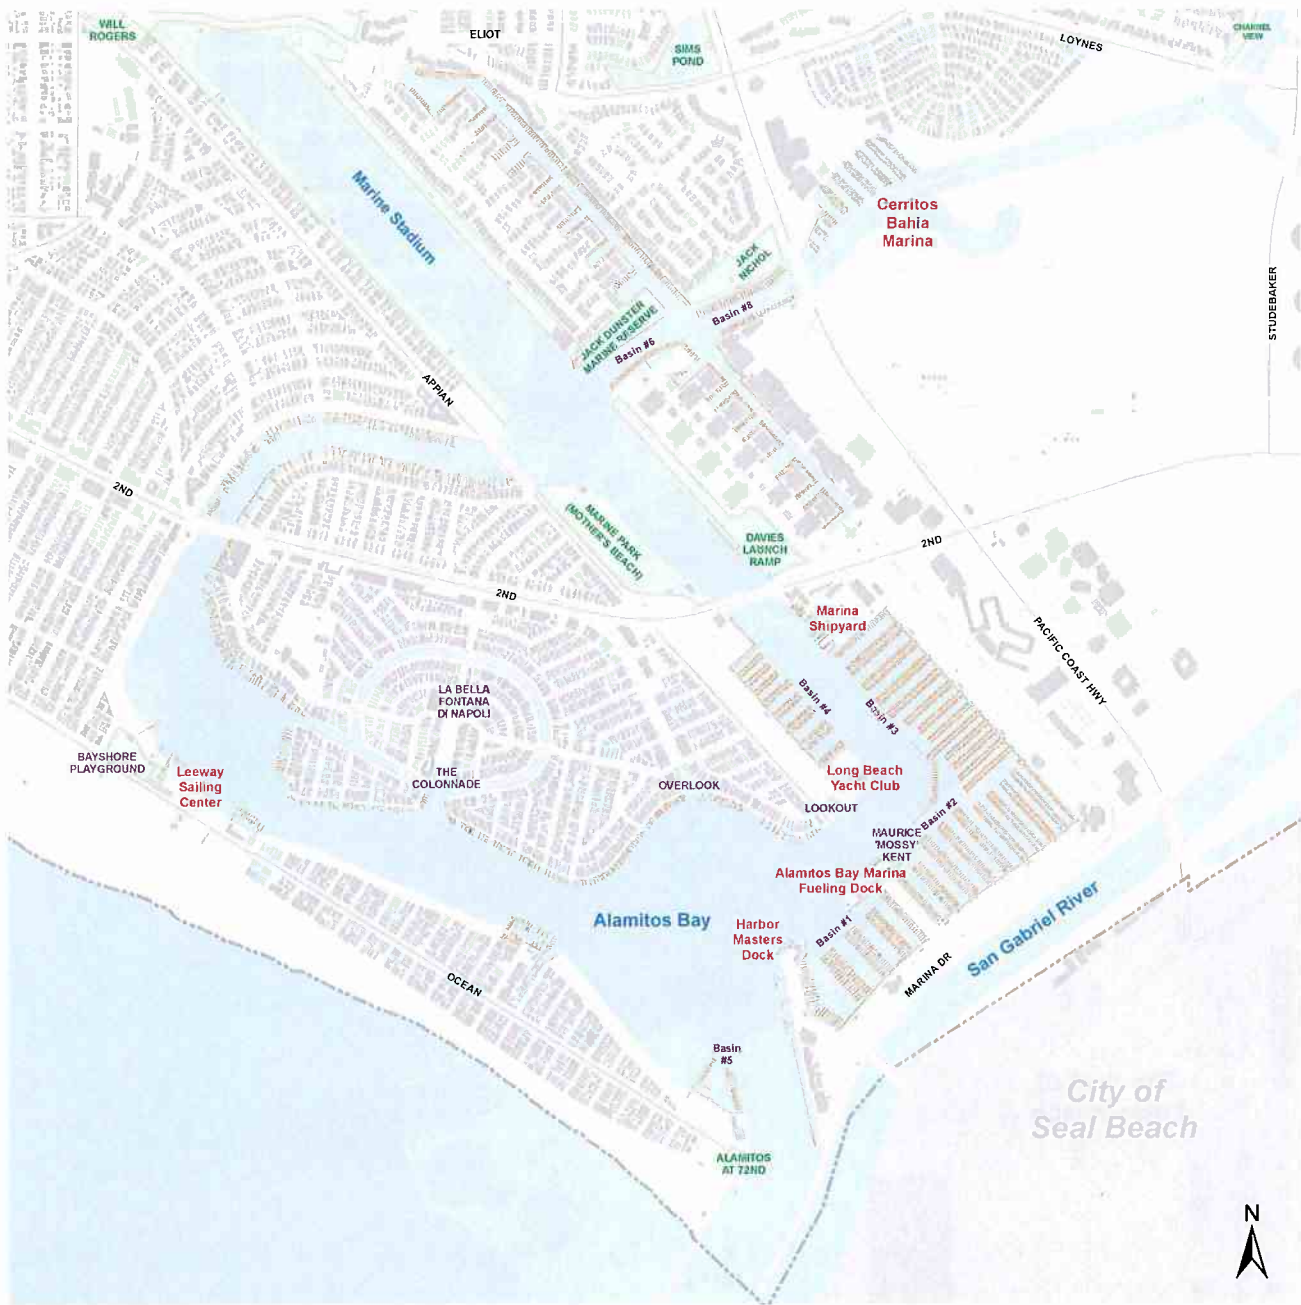 WILL
ROGERS
ELIOT
SIMS
POND
LOYNES
CHANNEL
VIEW
Marine Stadium
Cerritos
Bahia
Marina
JACK
NICHOL
STUDEBAKER
JACK DUNSTER
MARINE RESERVE
Basin #8
Basin #6
APPIAN
2ND
MARINE PARK
(MOTHER'S BEACH)
DAVIES
LAUNCH
RAMP
2ND
2ND
Marina
Shipyard
PACIFIC COAST HWY
LA BELLA
FONTANA
DI NAPOLI
Basin #4
Basin #3
BAYSHORE
PLAYGROUND
Leeway
Sailing
Center
THE
COLONNADE
OVERLOOK
Long Beach
Yacht Club
LOOKOUT
Basin #2
MAURICE
'MOSSY'
KENT
Alamitos Bay Marina
Fueling Dock
Alamitos Bay
Harbor
Masters
Dock
Basin #1
San Gabriel River
MARINA DR
OCEAN
Basin
#5
City of
Seal Beach
ALAMITOS
AT 72ND
N